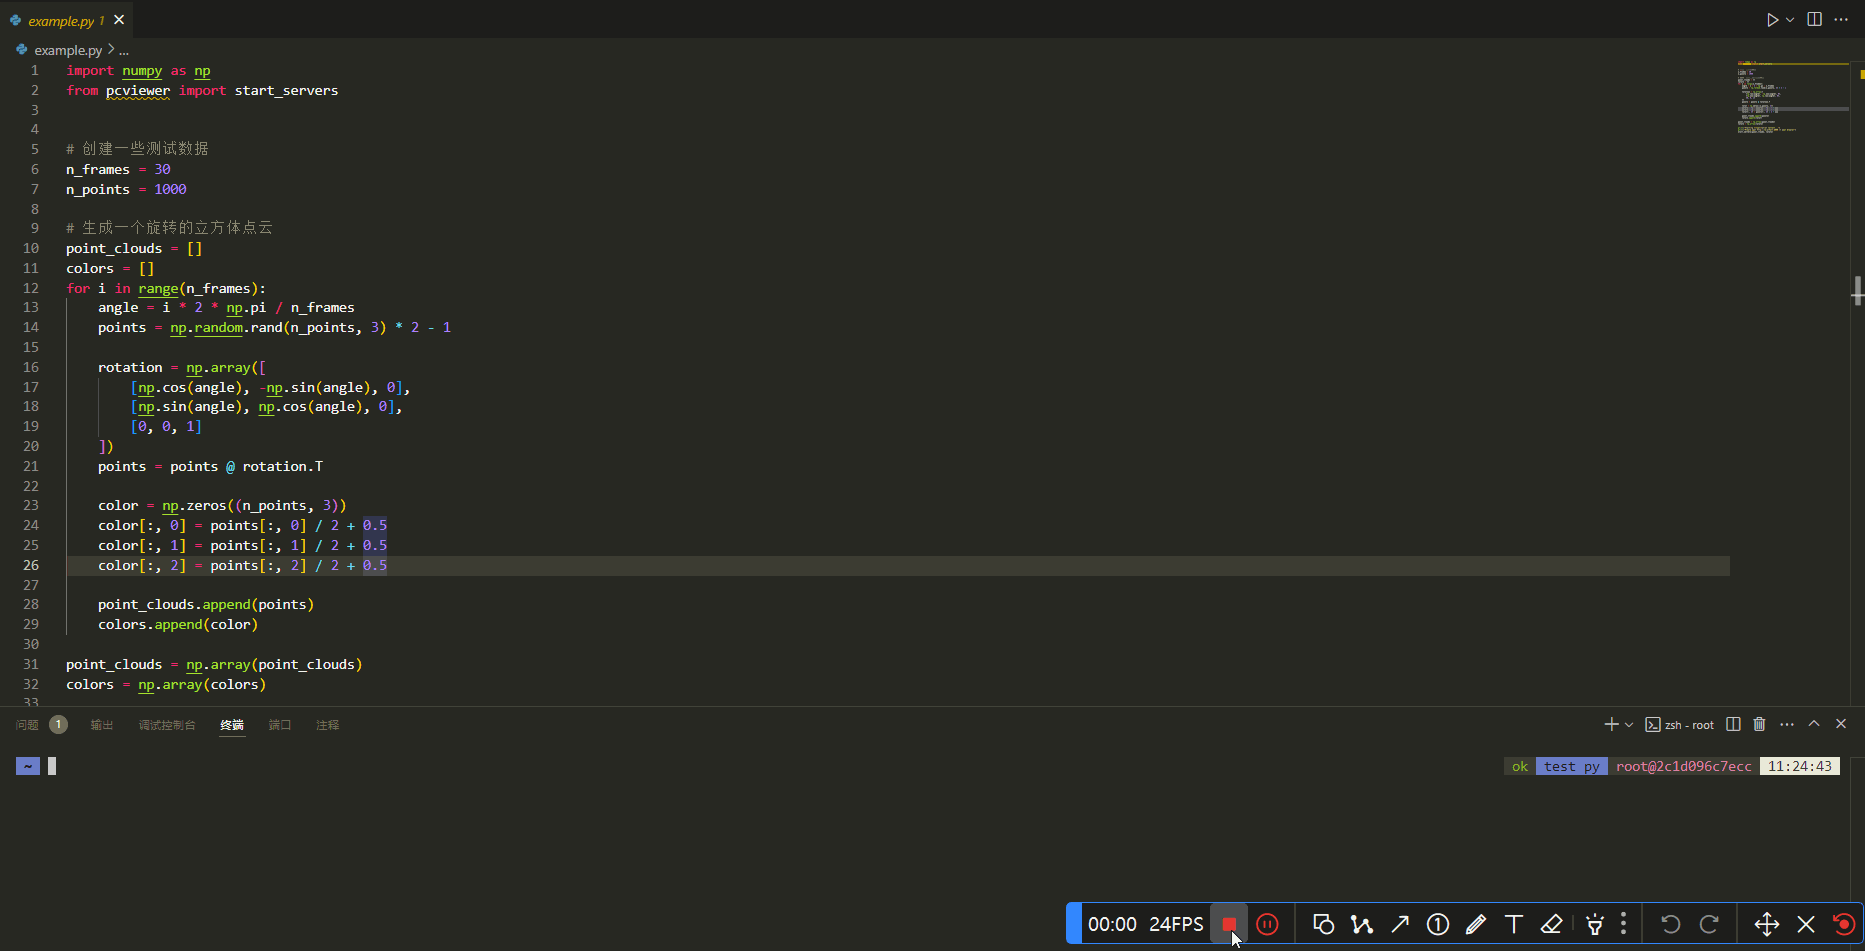 example.py 1
example.py > ...
1 import numpy as np
2 from pcviewer import start_servers
3
4
5 # 创建一些测试数据
6 n_frames = 30
7 n_points = 1000
8
9 # 生成一个旋转的立方体点云
10 point_clouds = []
11 colors = []
12 for i in range(n_frames):
13 angle = i * 2 * np.pi / n_frames
14 points = np.random.rand(n_points, 3) * 2 - 1
15
16 rotation = np.array([
17 [np.cos(angle), -np.sin(angle), 0],
18 [np.sin(angle), np.cos(angle), 0],
19 [0, 0, 1]
20 ])
21 points = points @ rotation.T
22
23 color = np.zeros((n_points, 3))
24 color[:, 0] = points[:, 0] / 2 + 0.5
25 color[:, 1] = points[:, 1] / 2 + 0.5
26 color[:, 2] = points[:, 2] / 2 + 0.5
27
28 point_clouds.append(points)
29 colors.append(color)
30
31 point_clouds = np.array(point_clouds)
32 colors = np.array(colors)
33
问题 1 输出 调试控制台 终端 端口 注释 zsh - root
~ ok test py root@2c1d096c7ecc 11:24:43
00:00 24FPS